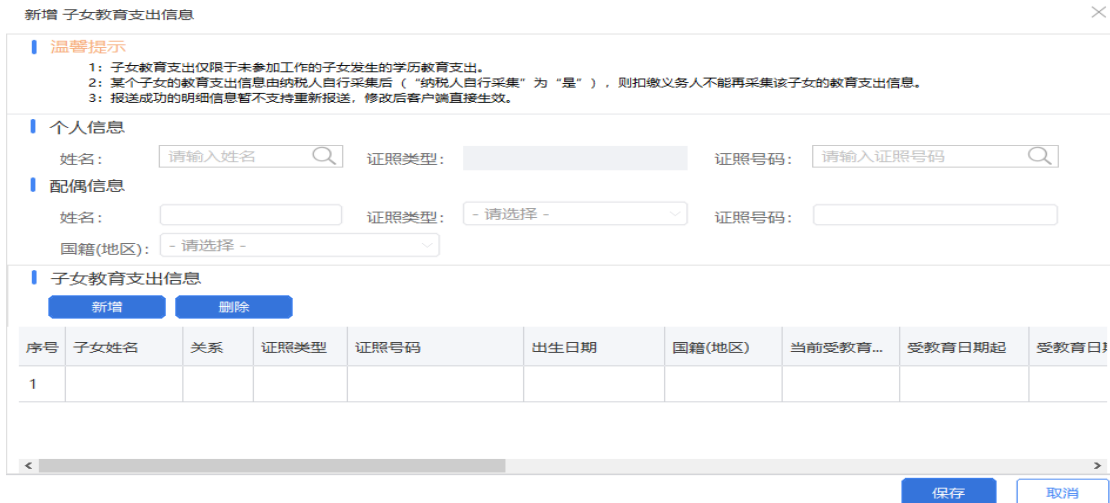 新增 子女教育支出信息
温馨提示
1：子女教育支出仅限于未参加工作的子女发生的学历教育支出。
2：某个子女的教育支出信息由纳税人自行采集后（“纳税人自行采集”为“是”），则扣缴义务人不能再采集该子女的教育支出信息。
3：报送成功的明细信息暂不支持重新报送，修改后客户端直接生效。
个人信息
姓名： 请输入姓名 证照类型： 证照号码： 请输入证照号码
配偶信息
姓名： 证照类型： - 请选择 - 证照号码：
国籍(地区)： - 请选择 -
子女教育支出信息
新增 删除
序号 子女姓名 关系 证照类型 证照号码 出生日期 国籍(地区) 当前受教育... 受教育日期起 受教育日
1
保存 取消